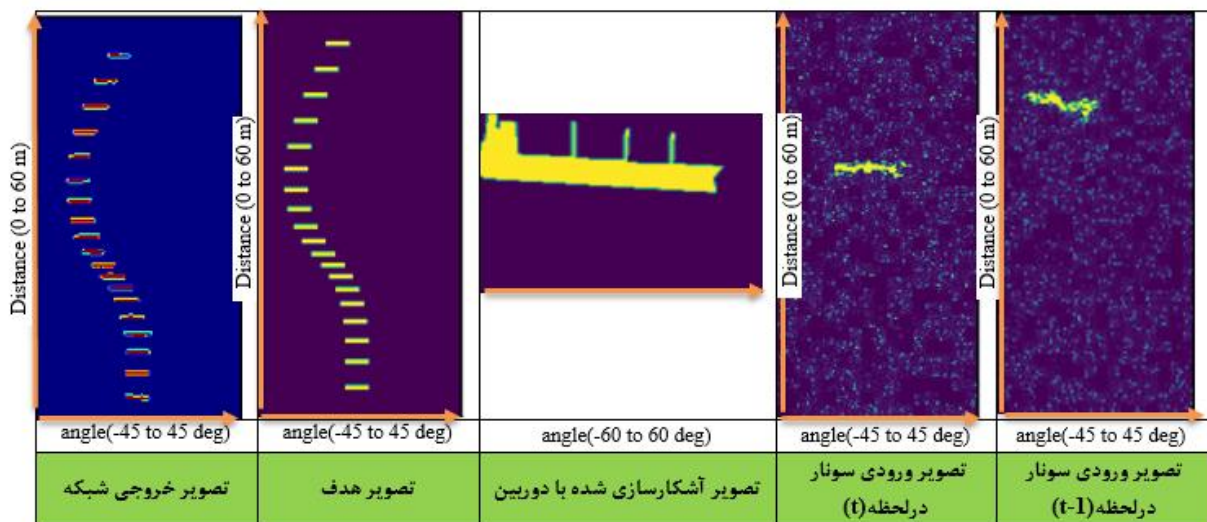 Distance (0 to 60 m)
Distance (0 to 60 m)
Distance (0 to 60 m)
Distance (0 to 60 m)
angle(-45 to 45 deg)
angle(-45 to 45 deg)
angle(-60 to 60 deg)
angle(-45 to 45 deg)
angle(-45 to 45 deg)
تصویر ورودی سونار
درلحظه(t-1)
تصویر ورودی سونار
درلحظه(t)
تصویر آشکارسازی شده با دوربین
تصویر هدف
تصویر خروجی شبکه